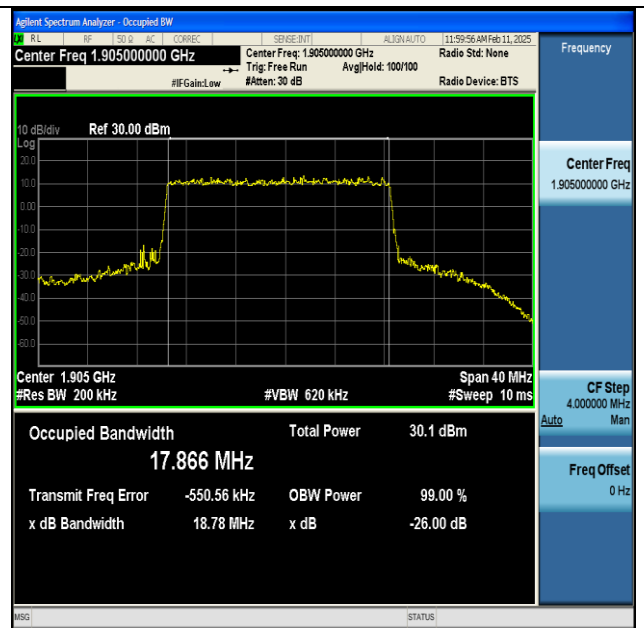 Agilent Spectrum Analyzer - Occupied BW
RL RF 50 Ω AC CORREC SENSE:INT ALIGN AUTO 11:59:56 AM Feb 11, 2025
Center Freq 1.905000000 GHz Center Freq: 1.905000000 GHz Radio Std: None
Trig: Free Run Avg|Hold: 100/100
#IFGain:Low #Atten: 30 dB Radio Device: BTS
Frequency
10 dB/div Ref 30.00 dBm
Log
20.0
10.0
0.00
-10.0
-20.0
-30.0
-40.0
-50.0
-60.0
Center 1.905 GHz Span 40 MHz
#Res BW 200 kHz #VBW 620 kHz #Sweep 10 ms
Occupied Bandwidth Total Power 30.1 dBm
17.866 MHz
Transmit Freq Error -550.56 kHz OBW Power 99.00 %
x dB Bandwidth 18.78 MHz x dB -26.00 dB
Center Freq
1.905000000 GHz
CF Step
4.000000 MHz
Auto Man
Freq Offset
0 Hz
MSG STATUS